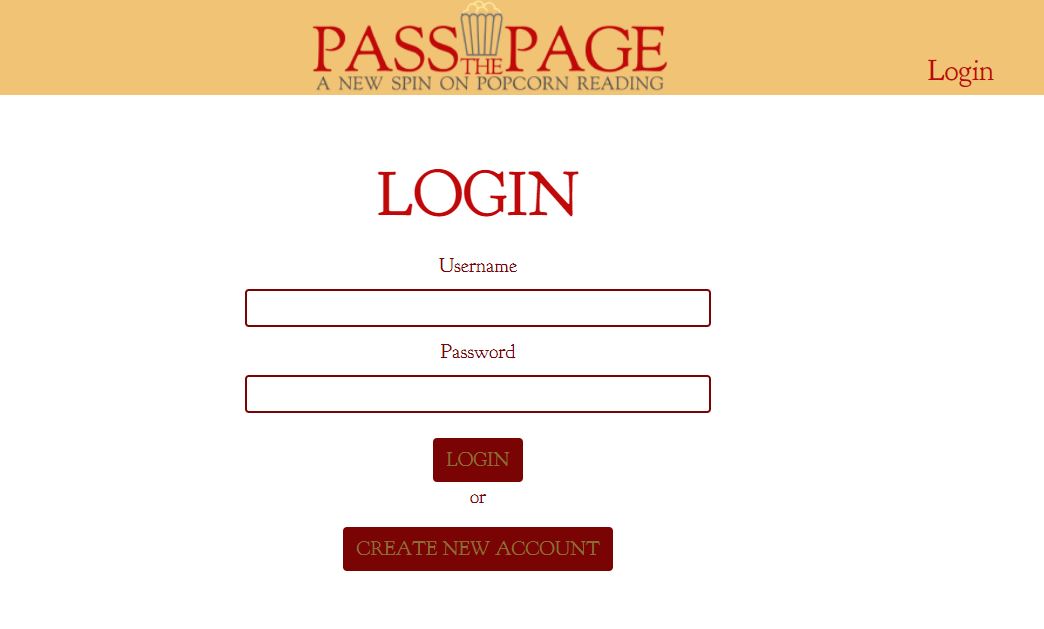 PASS THE PAGE
A NEW SPIN ON POPCORN READING
Login
LOGIN
Username
Password
LOGIN
or
CREATE NEW ACCOUNT